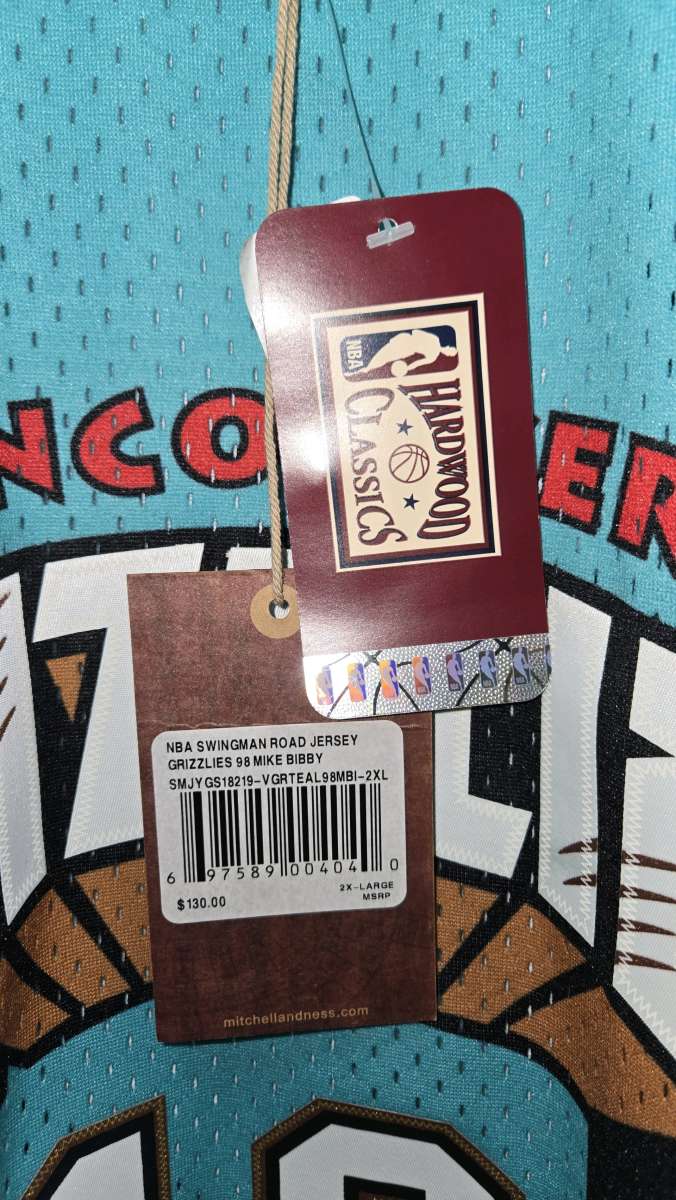 NCO
ER
NBA
HARDWOOD
CLASSICS
NBA SWINGMAN ROAD JERSEY
GRIZZLIES 98 MIKE BIBBY
SMJYGS18219-VGRTEAL98MBI-2XL
6 97589 00404 0
2X-LARGE
$130.00 MSRP
mitchellandness.com